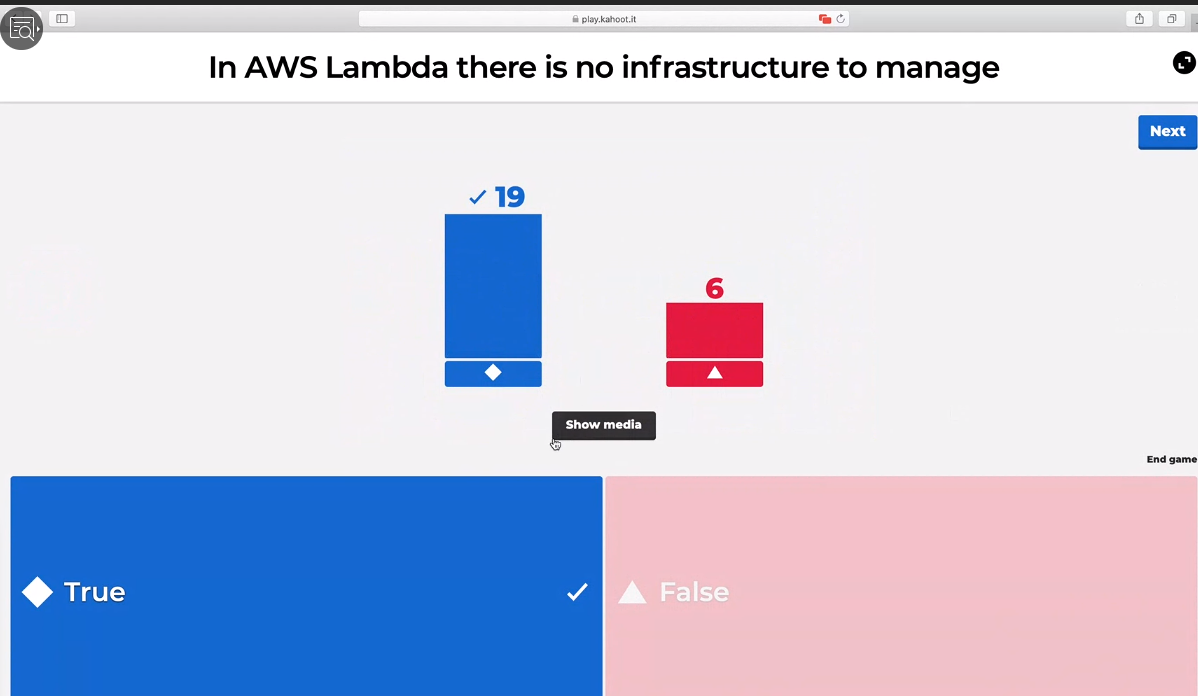 play.kahoot.it
In AWS Lambda there is no infrastructure to manage
Next
19
6
Show media
End game
True
False